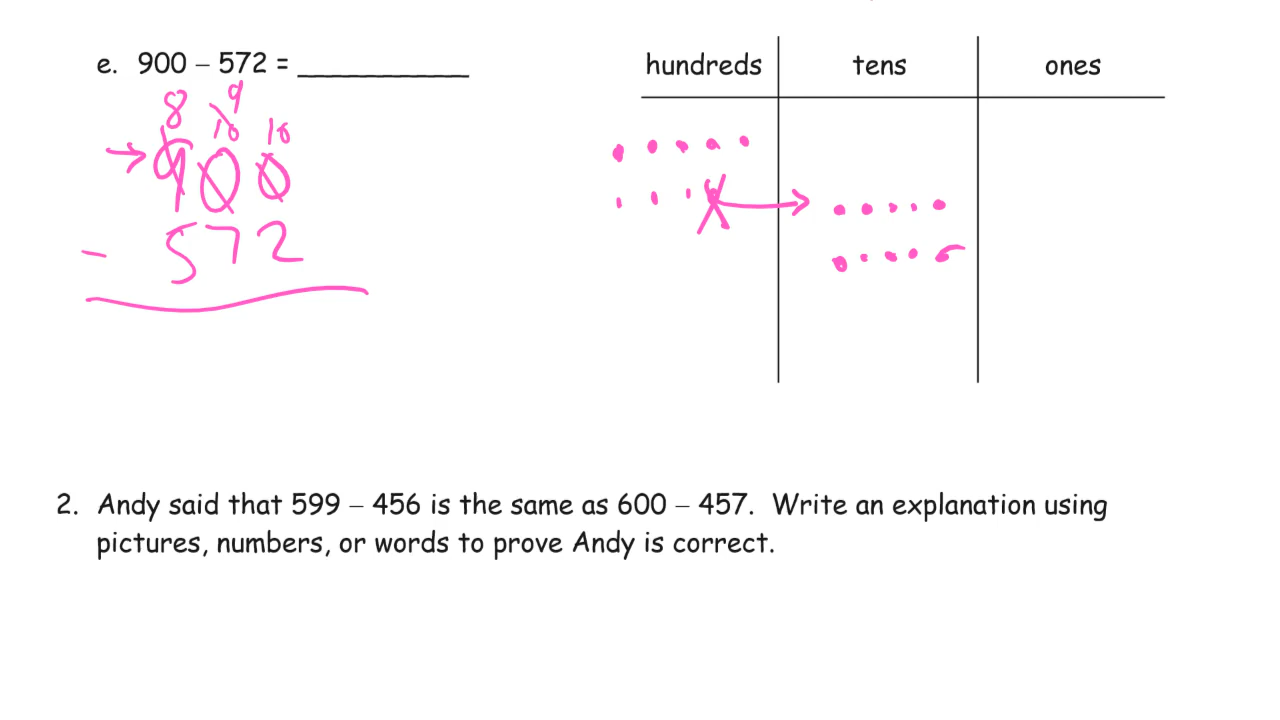 e. 900 – 572 = ____________
hundreds tens ones
8 9
10 10
900
- 572
2. Andy said that 599 – 456 is the same as 600 – 457. Write an explanation using
pictures, numbers, or words to prove Andy is correct.